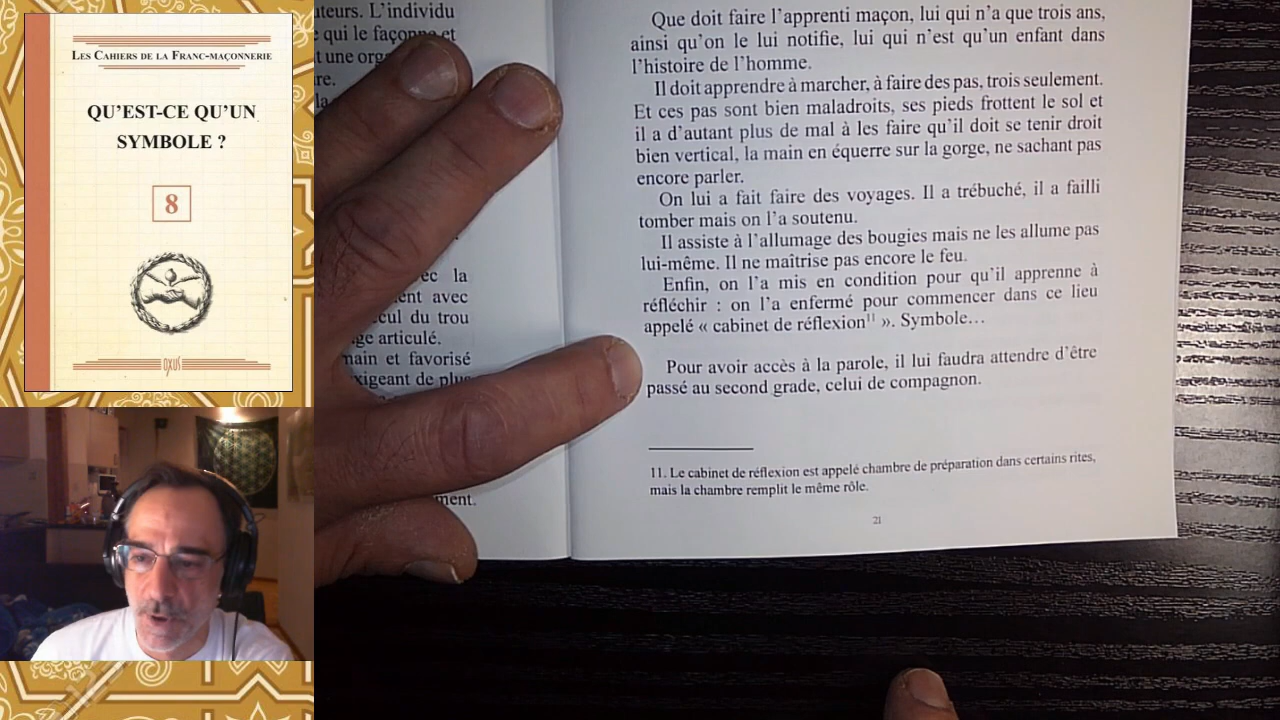 LES CAHIERS DE LA FRANC-MAÇONNERIE
QU'EST-CE QU'UN
SYMBOLE ?
8
OXUS
L'individu
qui le façonne et
une
la
avec la
avec
du trou
articulé.
et favorisé
de plus
Que doit faire l'apprenti maçon, lui qui n'a que trois ans,
ainsi qu'on le lui notifie, lui qui n'est qu'un enfant dans
l'histoire de l'homme.
Il doit apprendre à marcher, à faire des pas, trois seulement.
Et ces pas sont bien maladroits, ses pieds frottent le sol et
il a d'autant plus de mal à les faire qu'il doit se tenir droit
bien vertical, la main en équerre sur la gorge, ne sachant pas
encore parler.
On lui a fait faire des voyages. Il a trébuché, il a failli
tomber mais on l'a soutenu.
Il assiste à l'allumage des bougies mais ne les allume pas
lui-même. Il ne maîtrise pas encore le feu.
Enfin, on l'a mis en condition pour qu'il apprenne à
réfléchir : on l'a enfermé pour commencer dans ce lieu
appelé « cabinet de réflexion¹¹ ». Symbole…
Pour avoir accès à la parole, il lui faudra attendre d'être
passé au second grade, celui de compagnon.
11. Le cabinet de réflexion est appelé chambre de préparation dans certains rites,
mais la chambre remplit le même rôle.
21